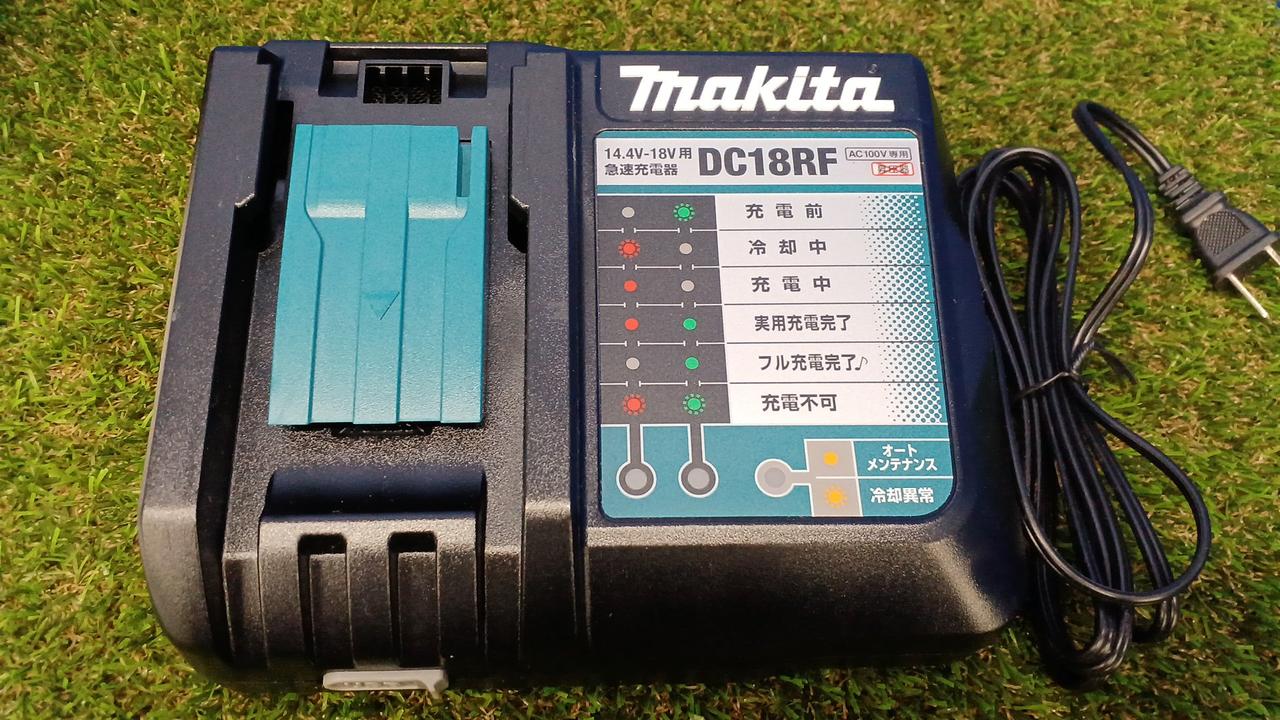 makita
14.4V-18V用
急速充電器
DC18RF
AC100V専用
昇圧器
充電前
冷却中
充電中
実用充電完了
フル充電完了♪
充電不可
オート
メンテナンス
冷却異常